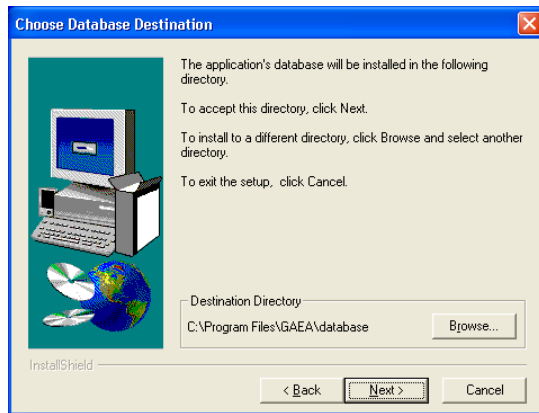 Choose Database Destination
The application's database will be installed in the following
directory.
To accept this directory, click Next.
To install to a different directory, click Browse and select another
directory.
To exit the setup, click Cancel.
Destination Directory
C:\Program Files\GAEA\database
Browse...
InstallShield
< Back
Next >
Cancel